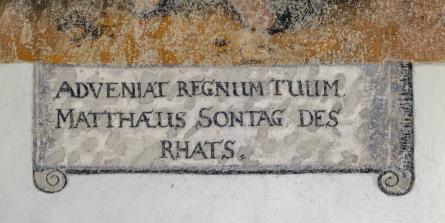 ADVENIAT REGNUM TUUM.
MATTHÆUS SONTAG DES
RHATS.